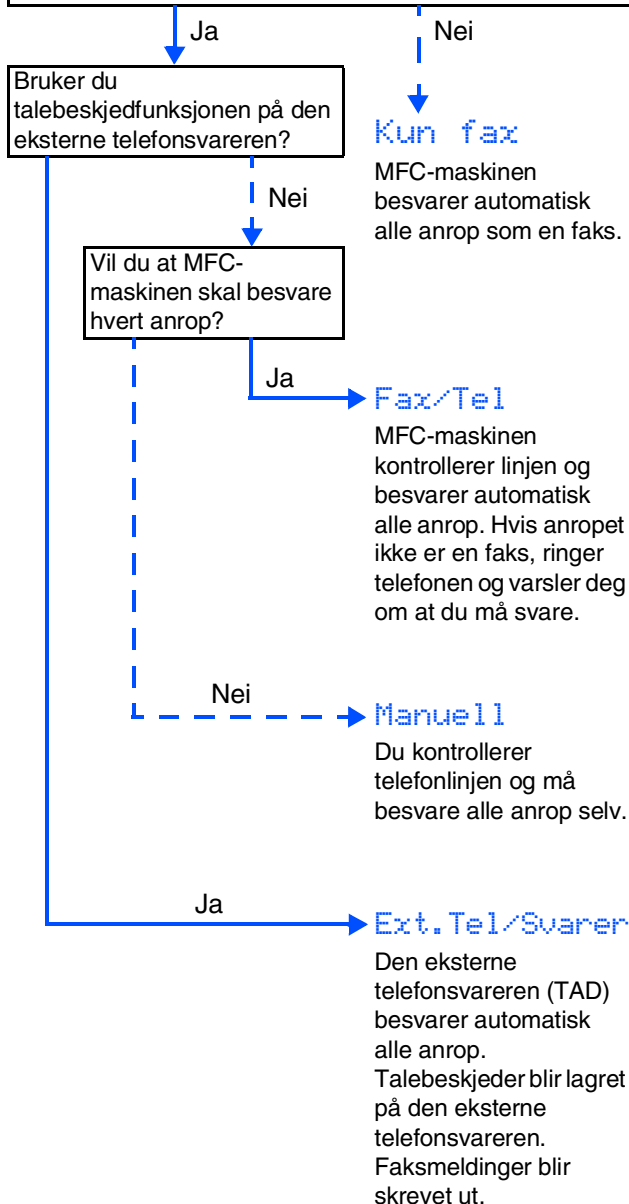 Ja
Nei
Bruker du
talebeskjedfunksjonen på den
eksterne telefonsvareren?
Kun fax
MFC-maskinen
besvarer automatisk
alle anrop som en faks.
Nei
Vil du at MFC-
maskinen skal besvare
hvert anrop?
Ja
Fax/Tel
MFC-maskinen
kontrollerer linjen og
besvarer automatisk
alle anrop. Hvis anropet
ikke er en faks, ringer
telefonen og varsler deg
om at du må svare.
Nei
Manuell
Du kontrollerer
telefonlinjen og må
besvare alle anrop selv.
Ja
Ext.Tel/Svarer
Den eksterne
telefonsvareren (TAD)
besvarer automatisk
alle anrop.
Talebeskjeder blir lagret
på den eksterne
telefonsvareren.
Faksmeldinger blir
skrevet ut.